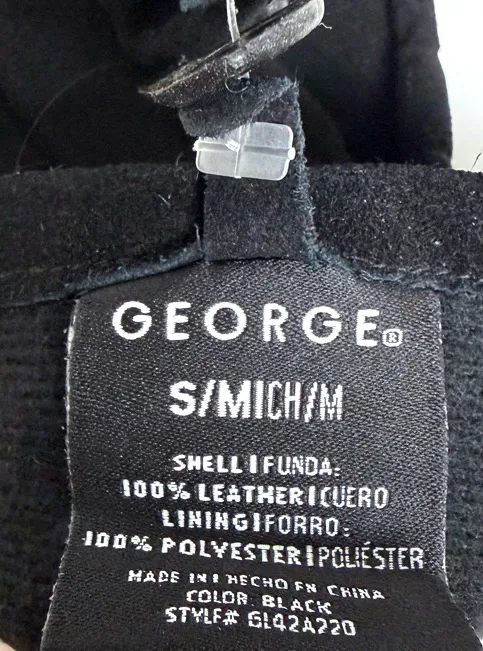 GEORGE®
S/M|CH/M
SHELL|FUNDA:
100% LEATHER|CUERO
LINING|FORRO:
100% POLYESTER|POLIÉSTER
MADE IN | HECHO EN CHINA
COLOR: BLACK
STYLE# GL42A220